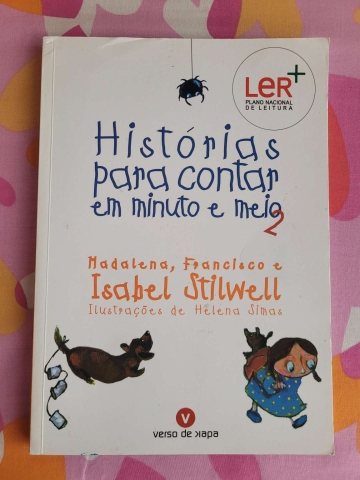 LeR+
PLANO NACIONAL
DE LEITURA
Histórias
para contar
em minuto e meio
2
Madalena, Francisco e
Isabel Stilwell
Ilustrações de Helena Simas
V
verso de kapa